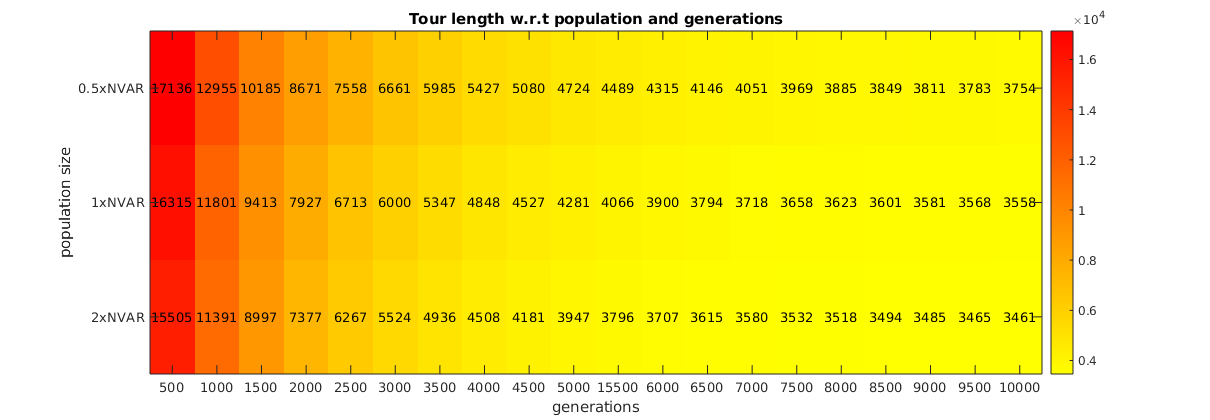 Tour length w.r.t population and generations
×10⁴
0.5xNVAR 17136 12955 10185 8671 7558 6661 5985 5427 5080 4724 4489 4315 4146 4051 3969 3885 3849 3811 3783 3754
1xNVAR 16315 11801 9413 7927 6713 6000 5347 4848 4527 4281 4066 3900 3794 3718 3658 3623 3601 3581 3568 3558
2xNVAR 15505 11391 8997 7377 6267 5524 4936 4508 4181 3947 3796 3707 3615 3580 3532 3518 3494 3485 3465 3461
500 1000 1500 2000 2500 3000 3500 4000 4500 5000 15500 6000 6500 7000 7500 8000 8500 9000 9500 10000
generations
population size
1.6
1.4
1.2
1
0.8
0.6
0.4